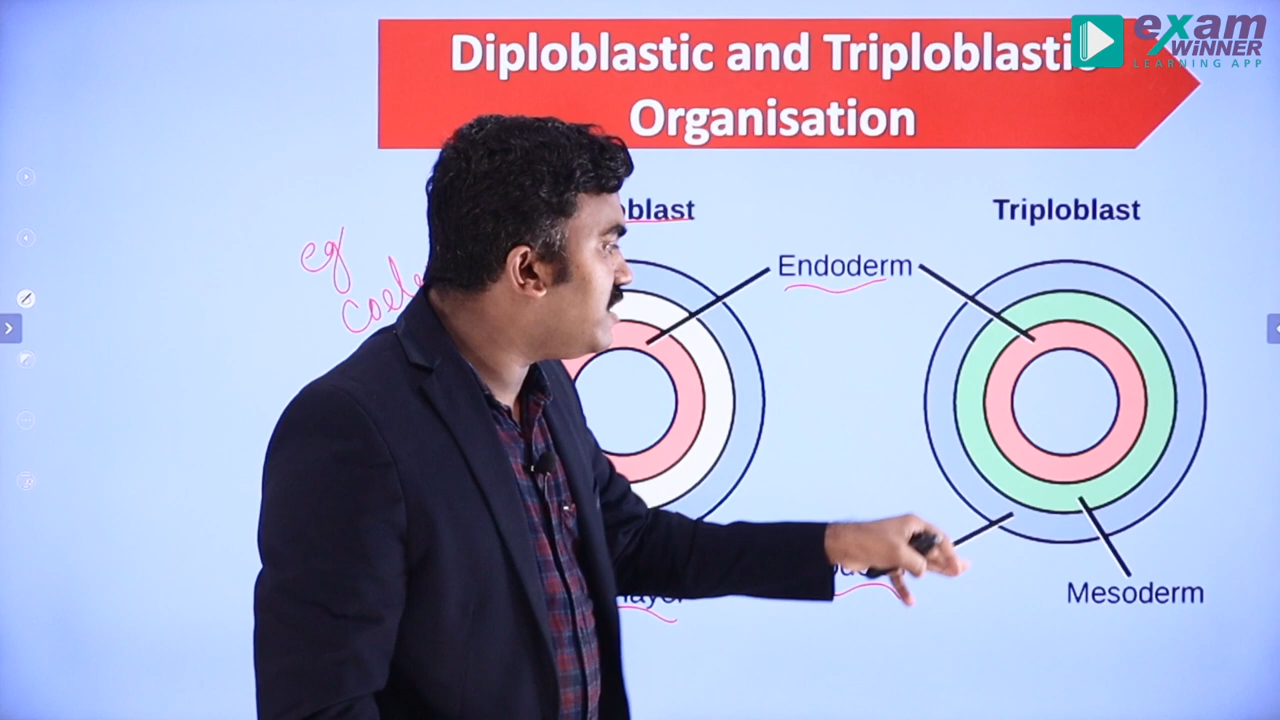 Diploblastic and Triploblastic
Organisation
exam
WiNNER
LEARNING APP
blast
Triploblast
eg
Endoderm
Mesoderm